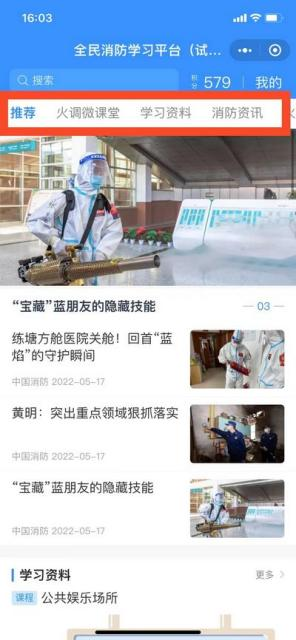 16:03
全民消防学习平台（试…
搜索
积分 579 我的
推荐 火调微课堂 学习资料 消防资讯
“宝藏”蓝朋友的隐藏技能
03
练塘方舱医院关舱！回首“蓝
焰”的守护瞬间
中国消防 2022-05-17
黄明：突出重点领域狠抓落实
中国消防 2022-05-17
“宝藏”蓝朋友的隐藏技能
中国消防 2022-05-17
学习资料 更多
课程 公共娱乐场所